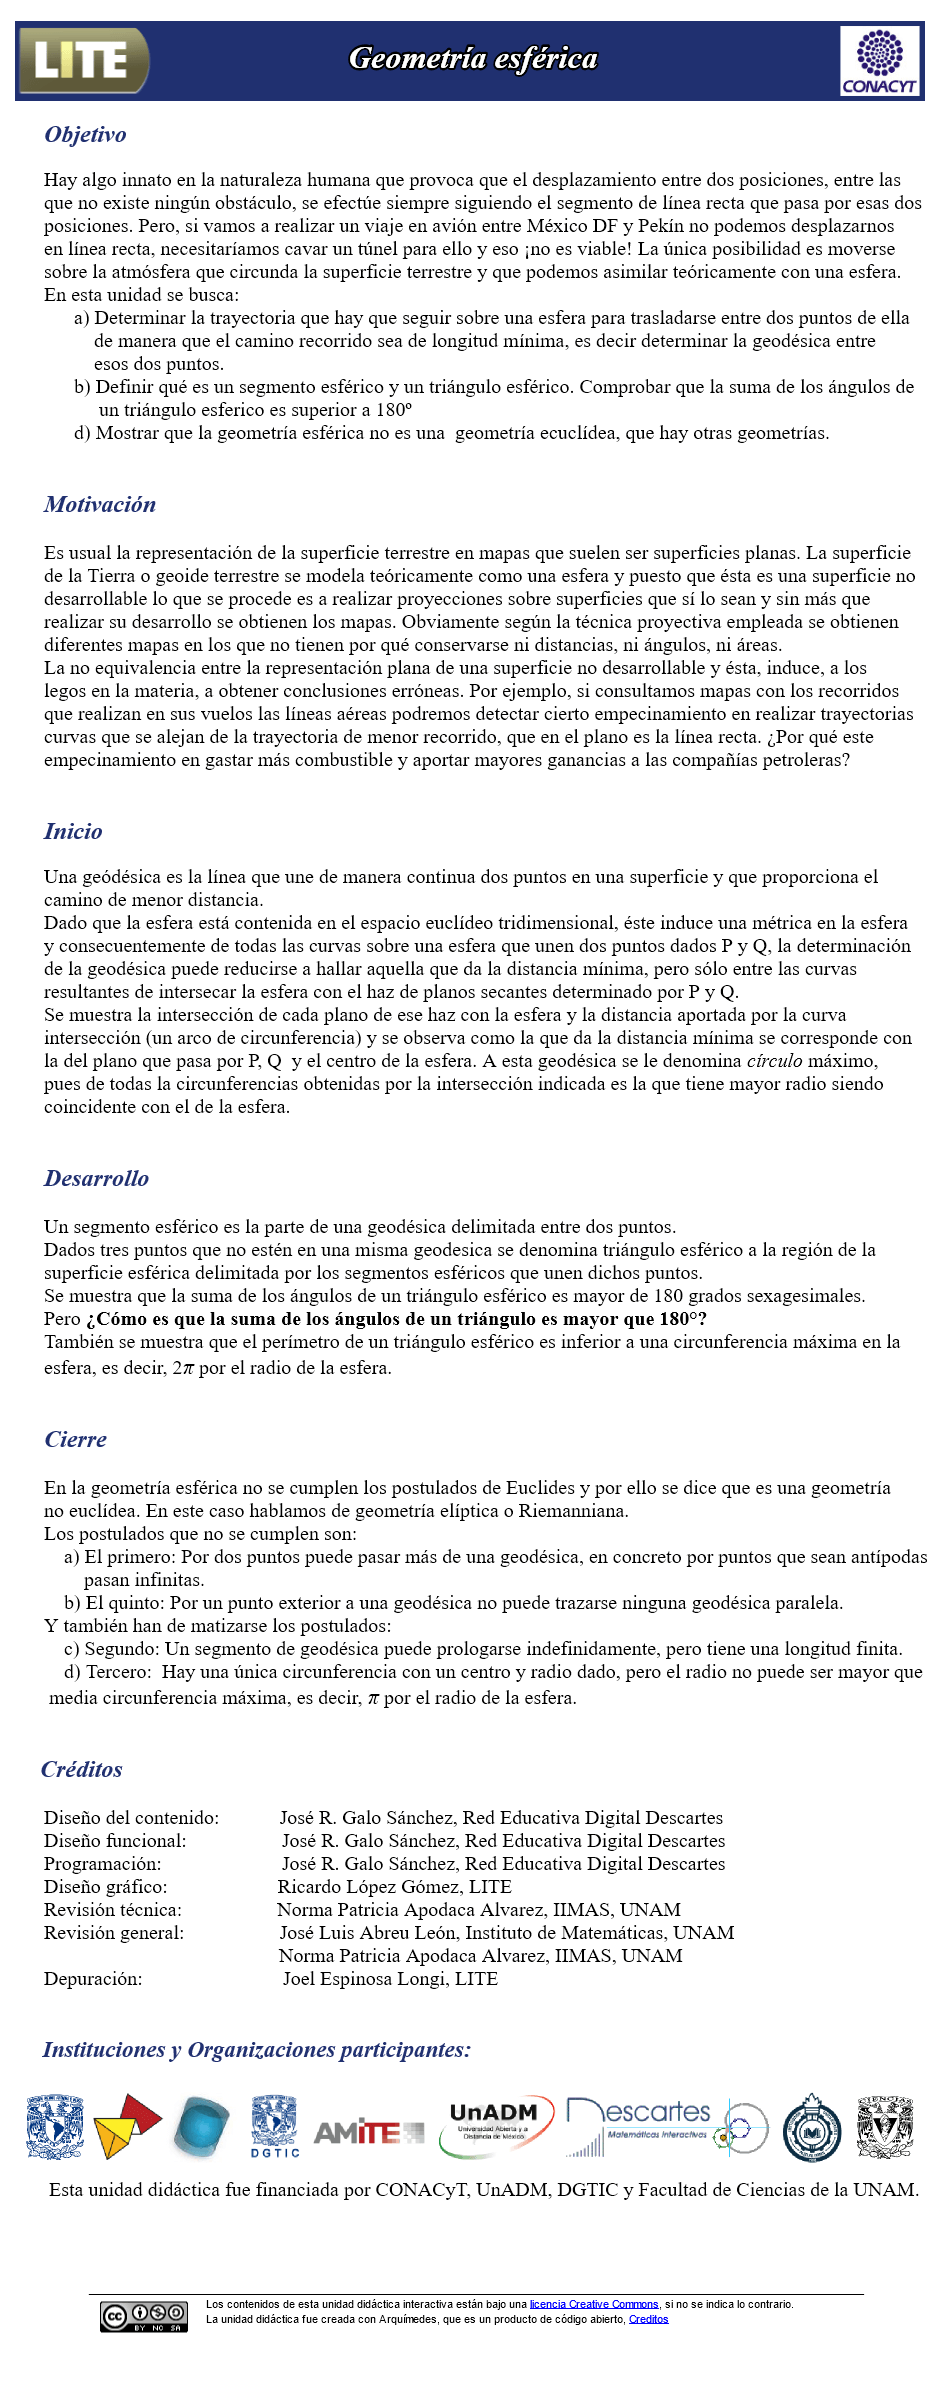 LITE
Geometría esférica
CONACYT
Objetivo
Hay algo innato en la naturaleza humana que provoca que el desplazamiento entre dos posiciones, entre las
que no existe ningún obstáculo, se efectúe siempre siguiendo el segmento de línea recta que pasa por esas dos
posiciones. Pero, si vamos a realizar un viaje en avión entre México DF y Pekín no podemos desplazarnos
en línea recta, necesitaríamos cavar un túnel para ello y eso ¡no es viable! La única posibilidad es moverse
sobre la atmósfera que circunda la superficie terrestre y que podemos asimilar teóricamente con una esfera.
En esta unidad se busca:
a) Determinar la trayectoria que hay que seguir sobre una esfera para trasladarse entre dos puntos de ella
de manera que el camino recorrido sea de longitud mínima, es decir determinar la geodésica entre
esos dos puntos.
b) Definir qué es un segmento esférico y un triángulo esférico. Comprobar que la suma de los ángulos de
un triángulo esferico es superior a 180º
d) Mostrar que la geometría esférica no es una geometría ecuclídea, que hay otras geometrías.
Motivación
Es usual la representación de la superficie terrestre en mapas que suelen ser superficies planas. La superficie
de la Tierra o geoide terrestre se modela teóricamente como una esfera y puesto que ésta es una superficie no
desarrollable lo que se procede es a realizar proyecciones sobre superficies que sí lo sean y sin más que
realizar su desarrollo se obtienen los mapas. Obviamente según la técnica proyectiva empleada se obtienen
diferentes mapas en los que no tienen por qué conservarse ni distancias, ni ángulos, ni áreas.
La no equivalencia entre la representación plana de una superficie no desarrollable y ésta, induce, a los
legos en la materia, a obtener conclusiones erróneas. Por ejemplo, si consultamos mapas con los recorridos
que realizan en sus vuelos las líneas aéreas podremos detectar cierto empecinamiento en realizar trayectorias
curvas que se alejan de la trayectoria de menor recorrido, que en el plano es la línea recta. ¿Por qué este
empecinamiento en gastar más combustible y aportar mayores ganancias a las compañías petroleras?
Inicio
Una geódésica es la línea que une de manera continua dos puntos en una superficie y que proporciona el
camino de menor distancia.
Dado que la esfera está contenida en el espacio euclídeo tridimensional, éste induce una métrica en la esfera
y consecuentemente de todas las curvas sobre una esfera que unen dos puntos dados P y Q, la determinación
de la geodésica puede reducirse a hallar aquella que da la distancia mínima, pero sólo entre las curvas
resultantes de intersecar la esfera con el haz de planos secantes determinado por P y Q.
Se muestra la intersección de cada plano de ese haz con la esfera y la distancia aportada por la curva
intersección (un arco de circunferencia) y se observa como la que da la distancia mínima se corresponde con
la del plano que pasa por P, Q y el centro de la esfera. A esta geodésica se le denomina círculo máximo,
pues de todas la circunferencias obtenidas por la intersección indicada es la que tiene mayor radio siendo
coincidente con el de la esfera.
Desarrollo
Un segmento esférico es la parte de una geodésica delimitada entre dos puntos.
Dados tres puntos que no estén en una misma geodesica se denomina triángulo esférico a la región de la
superficie esférica delimitada por los segmentos esféricos que unen dichos puntos.
Se muestra que la suma de los ángulos de un triángulo esférico es mayor de 180 grados sexagesimales.
Pero ¿Cómo es que la suma de los ángulos de un triángulo es mayor que 180°?
También se muestra que el perímetro de un triángulo esférico es inferior a una circunferencia máxima en la
esfera, es decir, 2π por el radio de la esfera.
Cierre
En la geometría esférica no se cumplen los postulados de Euclides y por ello se dice que es una geometría
no euclídea. En este caso hablamos de geometría elíptica o Riemanniana.
Los postulados que no se cumplen son:
a) El primero: Por dos puntos puede pasar más de una geodésica, en concreto por puntos que sean antípodas
pasan infinitas.
b) El quinto: Por un punto exterior a una geodésica no puede trazarse ninguna geodésica paralela.
Y también han de matizarse los postulados:
c) Segundo: Un segmento de geodésica puede prologarse indefinidamente, pero tiene una longitud finita.
d) Tercero: Hay una única circunferencia con un centro y radio dado, pero el radio no puede ser mayor que
media circunferencia máxima, es decir, π por el radio de la esfera.
Créditos
Diseño del contenido: José R. Galo Sánchez, Red Educativa Digital Descartes
Diseño funcional: José R. Galo Sánchez, Red Educativa Digital Descartes
Programación: José R. Galo Sánchez, Red Educativa Digital Descartes
Diseño gráfico: Ricardo López Gómez, LITE
Revisión técnica: Norma Patricia Apodaca Alvarez, IIMAS, UNAM
Revisión general: José Luis Abreu León, Instituto de Matemáticas, UNAM
Norma Patricia Apodaca Alvarez, IIMAS, UNAM
Depuración: Joel Espinosa Longi, LITE
Instituciones y Organizaciones participantes:
DGTIC
AMiTE
UnADM
Universidad Abierta y a
Distancia de México
Descartes
Matemáticas Interactivas
CIENCIAS
Esta unidad didáctica fue financiada por CONACyT, UnADM, DGTIC y Facultad de Ciencias de la UNAM.
Los contenidos de esta unidad didáctica interactiva están bajo una licencia Creative Commons, si no se indica lo contrario.
La unidad didáctica fue creada con Arquímedes, que es un producto de código abierto, Creditos
cc BY NC SA